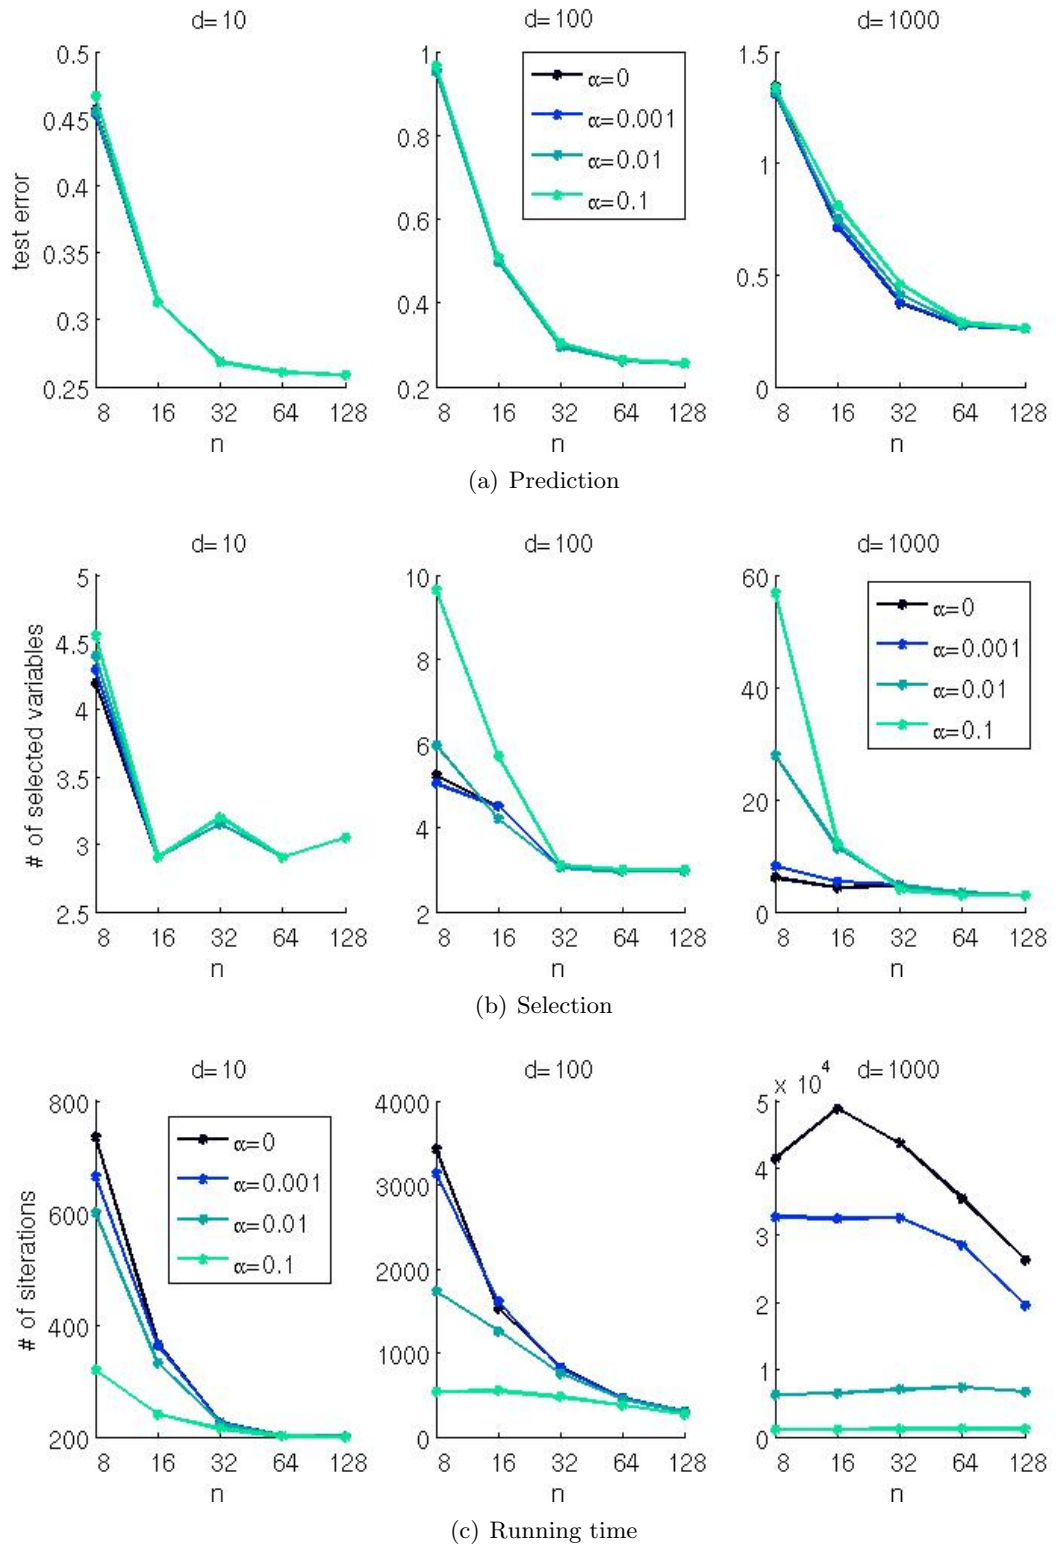 d=10 d=100 d=1000
0.5
0.45
0.4
0.35
0.3
0.25
test error
8 16 32 64 128
n
1
0.8
0.6
0.4
0.2
α=0
α=0.001
α=0.01
α=0.1
8 16 32 64 128
n
1.5
1
0.5
0
8 16 32 64 128
n
(a) Prediction
d=10 d=100 d=1000
5
4.5
4
3.5
3
2.5
# of selected variables
8 16 32 64 128
n
10
8
6
4
2
8 16 32 64 128
n
60
40
20
0
α=0
α=0.001
α=0.01
α=0.1
8 16 32 64 128
n
(b) Selection
d=10 d=100 d=1000
800
600
400
200
# of siterations
α=0
α=0.001
α=0.01
α=0.1
8 16 32 64 128
n
4000
3000
2000
1000
0
8 16 32 64 128
n
x 10⁴
5
4
3
2
1
0
8 16 32 64 128
n
(c) Running time